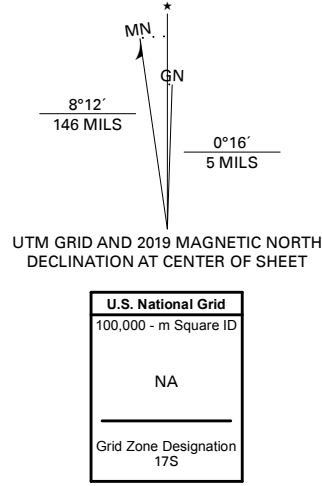 ★
MN
GN
8°12´
146 MILS
0°16´
5 MILS
UTM GRID AND 2019 MAGNETIC NORTH
DECLINATION AT CENTER OF SHEET
U.S. National Grid
100,000 - m Square ID
NA
Grid Zone Designation
17S